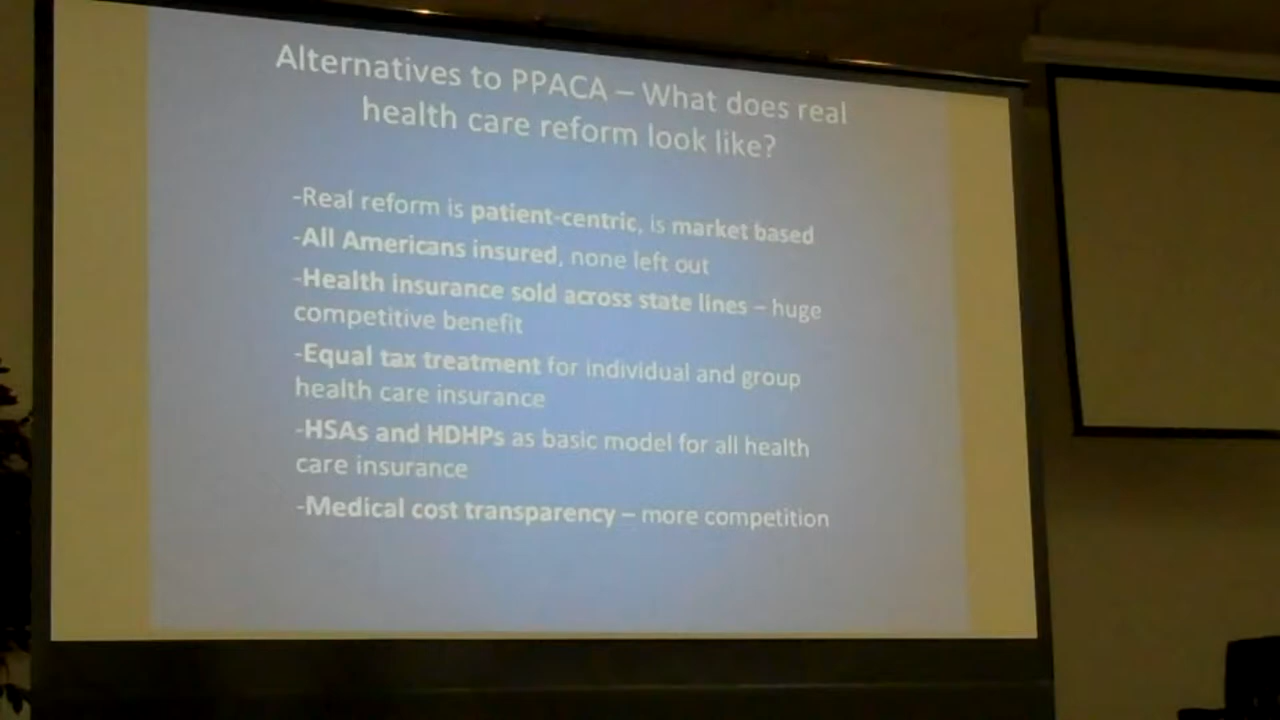 Alternatives to PPACA – What does real
health care reform look like?
-Real reform is patient-centric, is market based
-All Americans insured, none left out
-Health insurance sold across state lines – huge
competitive benefit
-Equal tax treatment for individual and group
health care insurance
-HSAs and HDHPs as basic model for all health
care insurance
-Medical cost transparency – more competition